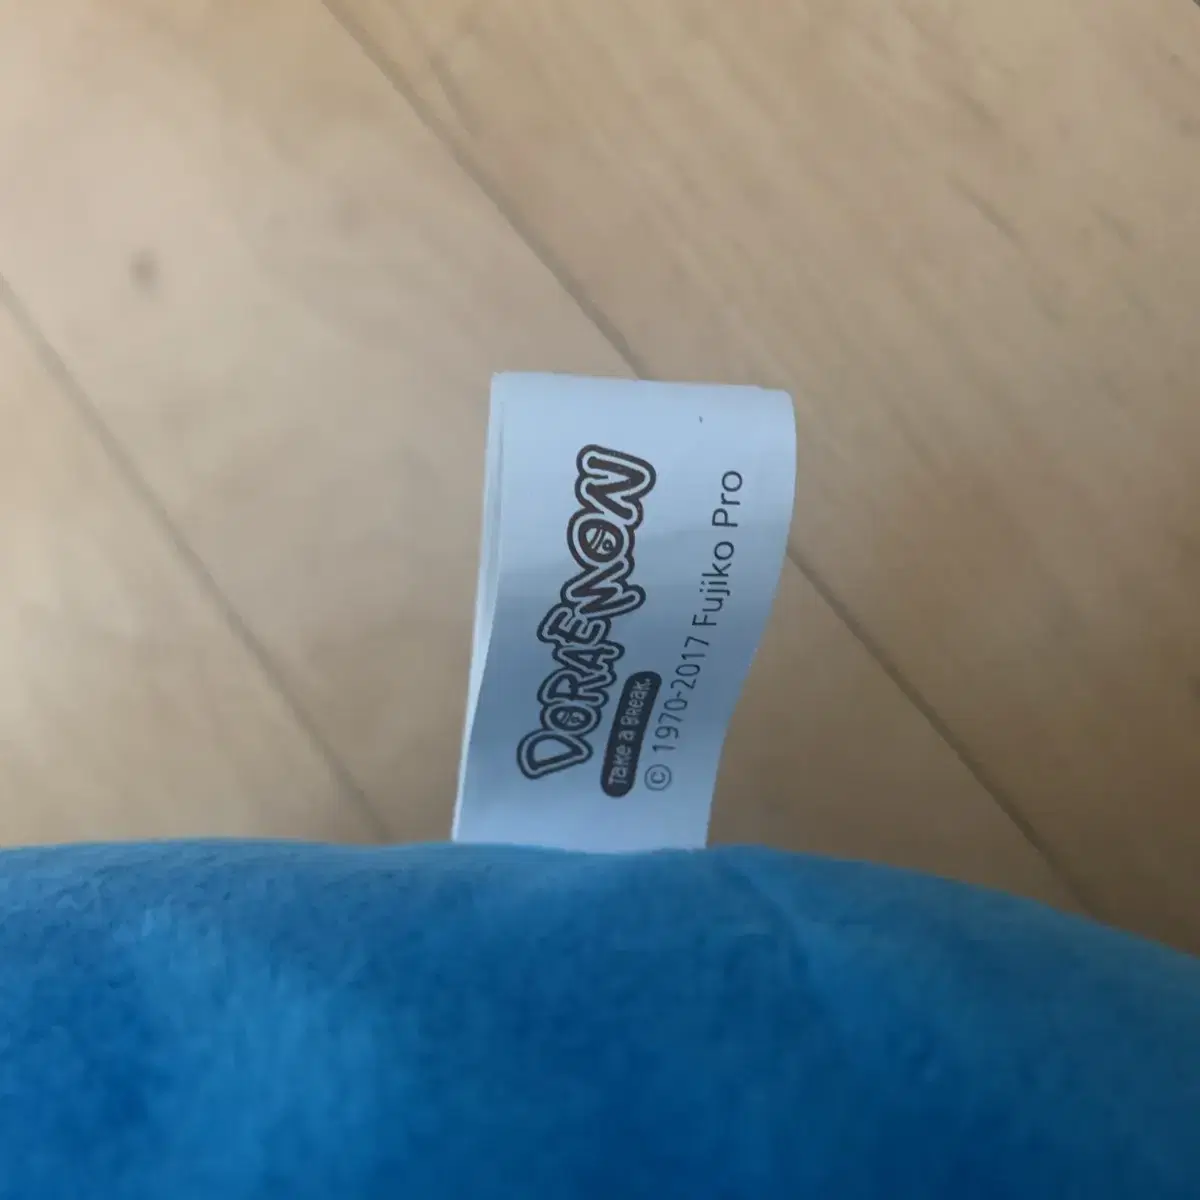 DORAEMON
Take a Break.
© 1970-2017 Fujiko Pro